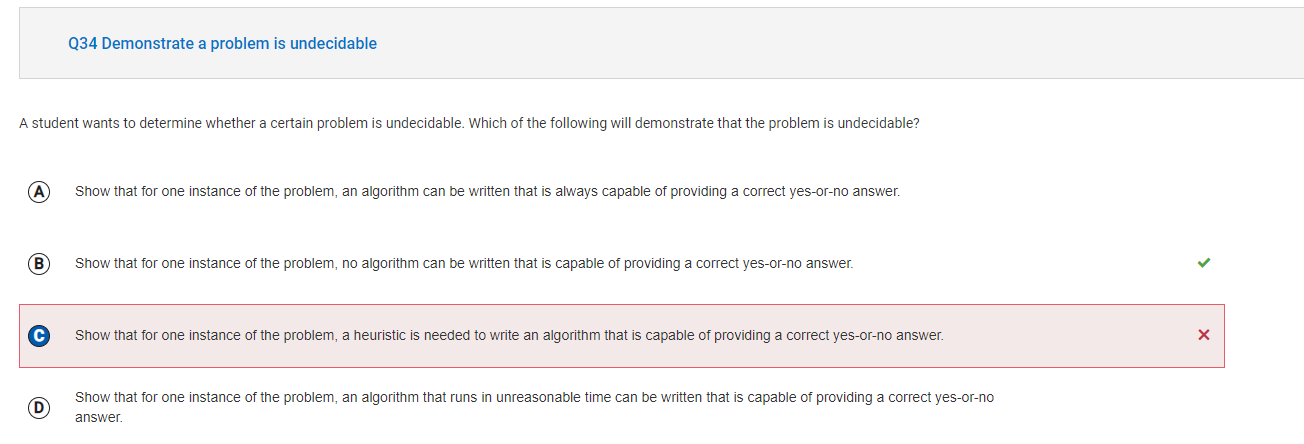 Q34 Demonstrate a problem is undecidable
A student wants to determine whether a certain problem is undecidable. Which of the following will demonstrate that the problem is undecidable?
A Show that for one instance of the problem, an algorithm can be written that is always capable of providing a correct yes-or-no answer.
B Show that for one instance of the problem, no algorithm can be written that is capable of providing a correct yes-or-no answer.
C Show that for one instance of the problem, a heuristic is needed to write an algorithm that is capable of providing a correct yes-or-no answer.
D Show that for one instance of the problem, an algorithm that runs in unreasonable time can be written that is capable of providing a correct yes-or-no
answer.